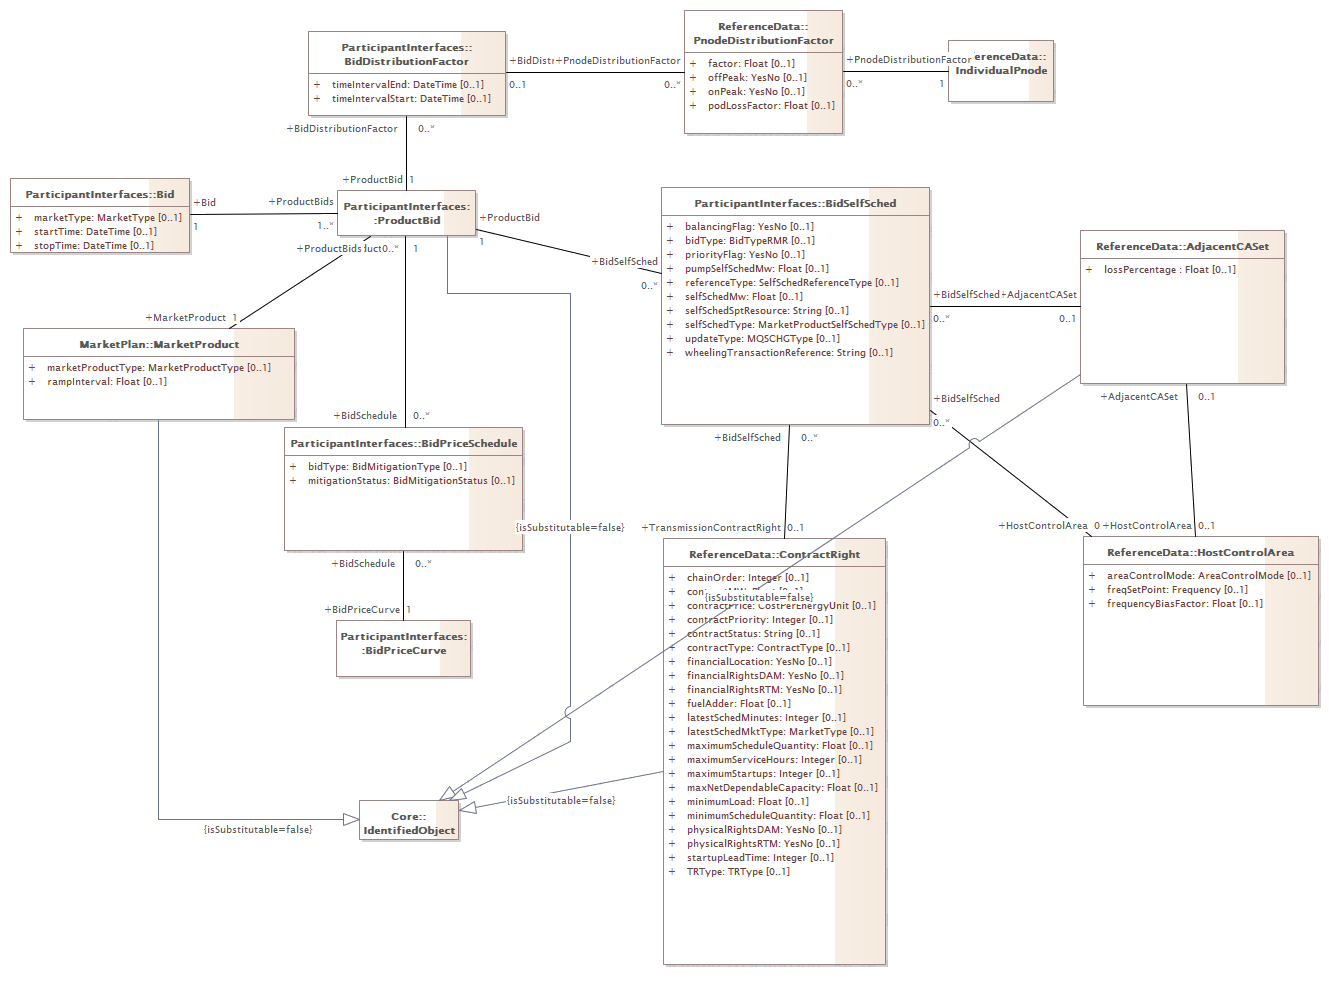 ParticipantInterfaces::
BidDistributionFactor
+ timeIntervalEnd: DateTime [0..1]
+ timeIntervalStart: DateTime [0..1]
+BidDistr
+PnodeDistributionFactor
0..1
0..*
ReferenceData::
PnodeDistributionFactor
+ factor: Float [0..1]
+ offPeak: YesNo [0..1]
+ onPeak: YesNo [0..1]
+ podLossFactor: Float [0..1]
+PnodeDistributionFactor
0..*
1
erenceData::
IndividualPnode
+BidDistributionFactor
0..*
+ProductBid
1
ParticipantInterfaces::Bid
+ marketType: MarketType [0..1]
+ startTime: DateTime [0..1]
+ stopTime: DateTime [0..1]
+Bid
1
+ProductBids
1..*
ParticipantInterfaces:
:ProductBid
+ProductBid
1
+BidSelfSched
0..*
+ProductBids
ct
0..*
1
+MarketProduct
1
ParticipantInterfaces::BidSelfSched
+ balancingFlag: YesNo [0..1]
+ bidType: BidTypeRMR [0..1]
+ priorityFlag: YesNo [0..1]
+ pumpSelfSchedMw: Float [0..1]
+ referenceType: SelfSchedReferenceType [0..1]
+ selfSchedMw: Float [0..1]
+ selfSchedSptResource: String [0..1]
+ selfSchedType: MarketProductSelfSchedType [0..1]
+ updateType: MQSCHGType [0..1]
+ wheelingTransactionReference: String [0..1]
ReferenceData::AdjacentCASet
+ lossPercentage : Float [0..1]
+BidSelfSched
+AdjacentCASet
0..*
0..1
MarketPlan::MarketProduct
+ marketProductType: MarketProductType [0..1]
+ rampInterval: Float [0..1]
+BidSchedule
0..*
ParticipantInterfaces::BidPriceSchedule
+ bidType: BidMitigationType [0..1]
+ mitigationStatus: BidMitigationStatus [0..1]
+BidSelfSched
0..*
+AdjacentCASet
0..1
+BidSelfSched
0..*
{isSubstitutable=false}
+TransmissionContractRight
0..1
+HostControlArea
0
+HostControlArea
0..1
+BidSchedule
0..*
+BidPriceCurve
1
ParticipantInterfaces:
:BidPriceCurve
ReferenceData::ContractRight
+ chainOrder: Integer [0..1]
+
{isSubstitutable=false}
+ contractPrice: CostPerEnergyUnit [0..1]
+ contractPriority: Integer [0..1]
+ contractStatus: String [0..1]
+ contractType: ContractType [0..1]
+ financialLocation: YesNo [0..1]
+ financialRightsDAM: YesNo [0..1]
+ financialRightsRTM: YesNo [0..1]
+ fuelAdder: Float [0..1]
+ latestSchedMinutes: Integer [0..1]
+ latestSchedMktType: MarketType [0..1]
+ maximumScheduleQuantity: Float [0..1]
+ maximumServiceHours: Integer [0..1]
+ maximumStartups: Integer [0..1]
+ maxNetDependableCapacity: Float [0..1]
+ minimumLoad: Float [0..1]
+ minimumScheduleQuantity: Float [0..1]
+ physicalRightsDAM: YesNo [0..1]
+ physicalRightsRTM: YesNo [0..1]
+ startupLeadTime: Integer [0..1]
+ TRType: TRType [0..1]
ReferenceData::HostControlArea
+ areaControlMode: AreaControlMode [0..1]
+ freqSetPoint: Frequency [0..1]
+ frequencyBiasFactor: Float [0..1]
{isSubstitutable=false}
{isSubstitutable=false}
Core::
IdentifiedObject